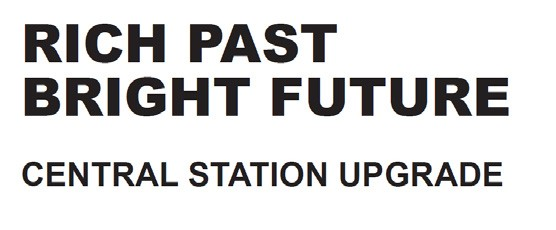 RICH PAST
BRIGHT FUTURE
CENTRAL STATION UPGRADE